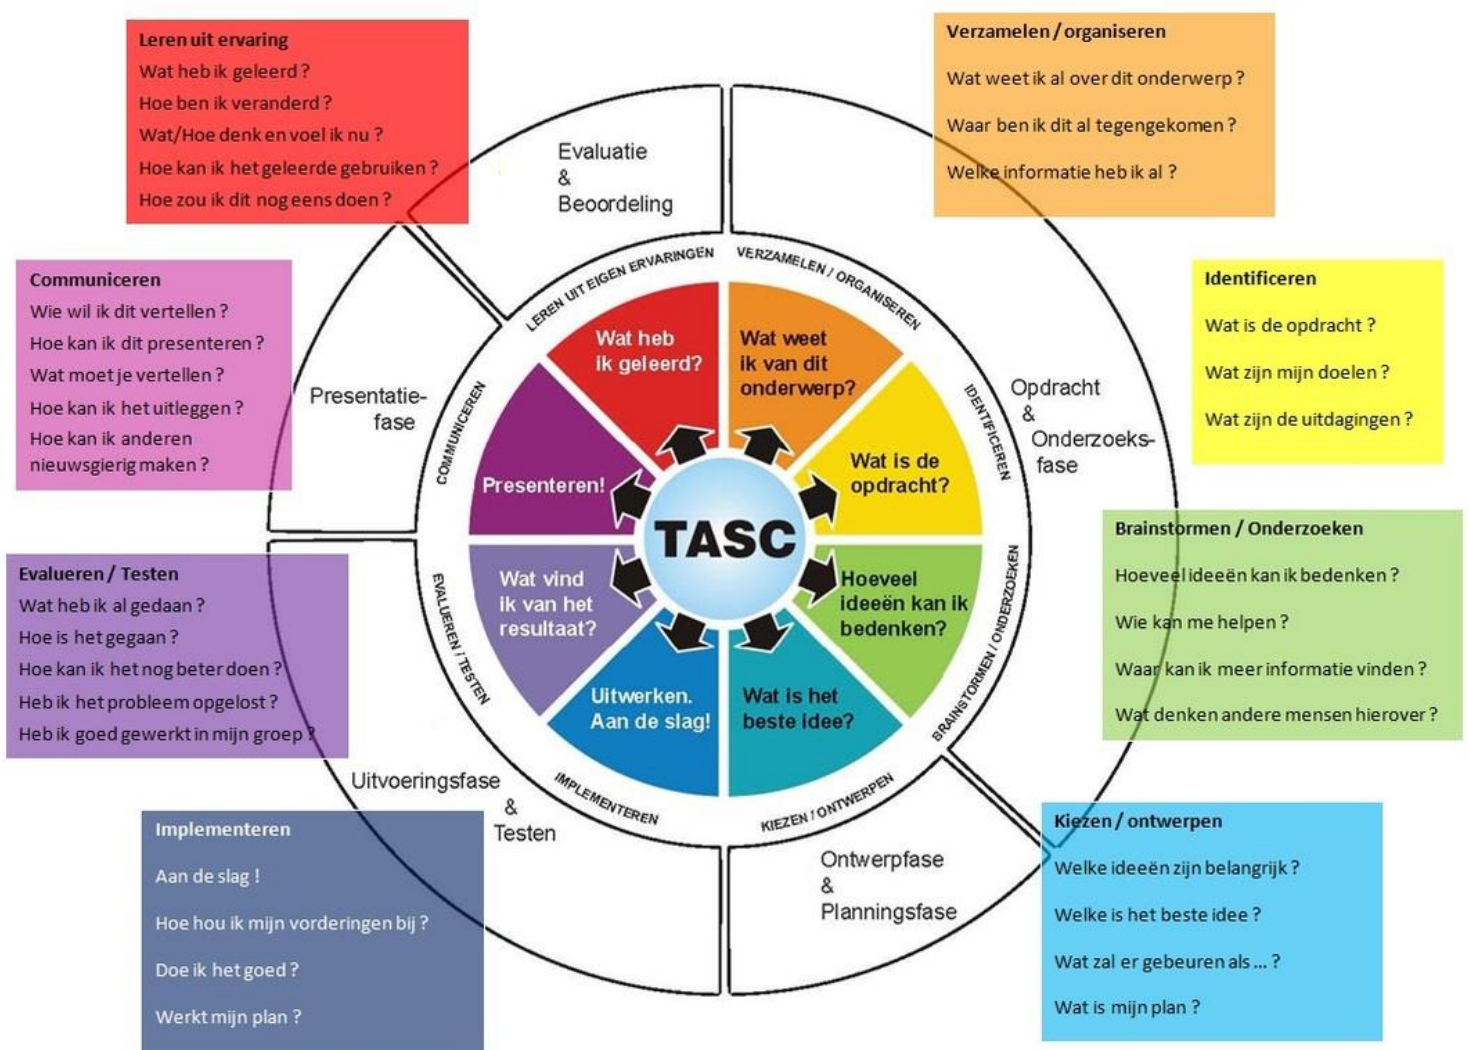 Leren uit ervaring
Wat heb ik geleerd ?
Hoe ben ik veranderd ?
Wat/Hoe denk en voel ik nu ?
Hoe kan ik het geleerde gebruiken ?
Hoe zou ik dit nog eens doen ?
Verzamelen / organiseren
Wat weet ik al over dit onderwerp ?
Waar ben ik dit al tegengekomen ?
Welke informatie heb ik al ?
Communiceren
Wie wil ik dit vertellen ?
Hoe kan ik dit presenteren ?
Wat moet je vertellen ?
Hoe kan ik het uitleggen ?
Hoe kan ik anderen
nieuwsgierig maken ?
Identificeren
Wat is de opdracht ?
Wat zijn mijn doelen ?
Wat zijn de uitdagingen ?
Evalueren / Testen
Wat heb ik al gedaan ?
Hoe is het gegaan ?
Hoe kan ik het nog beter doen ?
Heb ik het probleem opgelost ?
Heb ik goed gewerkt in mijn groep ?
Brainstormen / Onderzoeken
Hoeveel ideeën kan ik bedenken ?
Wie kan me helpen ?
Waar kan ik meer informatie vinden ?
Wat denken andere mensen hierover ?
Implementeren
Aan de slag !
Hoe hou ik mijn vorderingen bij ?
Doe ik het goed ?
Werkt mijn plan ?
Kiezen / ontwerpen
Welke ideeën zijn belangrijk ?
Welke is het beste idee ?
Wat zal er gebeuren als ... ?
Wat is mijn plan ?
Evaluatie
&
Beoordeling
Opdracht
&
Onderzoeks-
fase
Ontwerpfase
&
Planningsfase
Uitvoeringsfase
&
Testen
Presentatie-
fase
LEREN UIT EIGEN ERVARINGEN
VERZAMELEN / ORGANISEREN
IDENTIFICEREN
BRAINSTORMEN / ONDERZOEKEN
KIEZEN / ONTWERPEN
IMPLEMENTEREN
EVALUEREN / TESTEN
COMMUNICEREN
Wat heb
ik geleerd?
Wat weet
ik van dit
onderwerp?
Wat is de
opdracht?
Hoeveel
ideeën kan ik
bedenken?
Wat is het
beste idee?
Uitwerken.
Aan de slag!
Wat vind
ik van het
resultaat?
Presenteren!
TASC